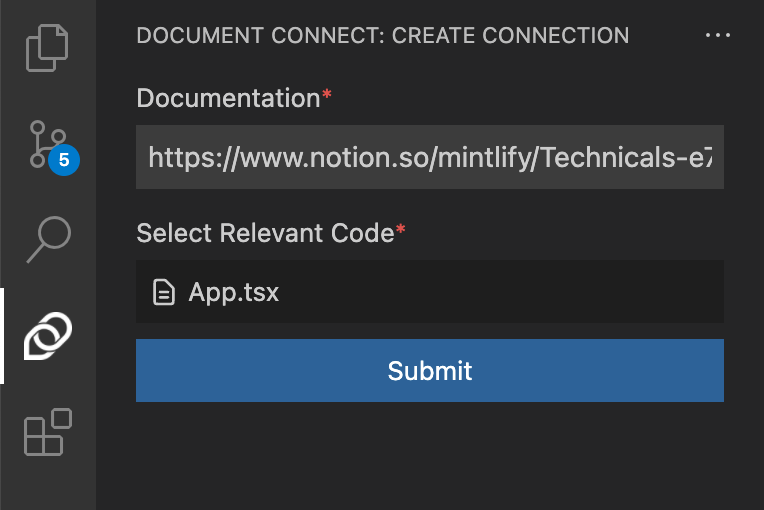 DOCUMENT CONNECT: CREATE CONNECTION
Documentation*
https://www.notion.so/mintlify/Technicals-e7
5
Select Relevant Code*
App.tsx
Submit